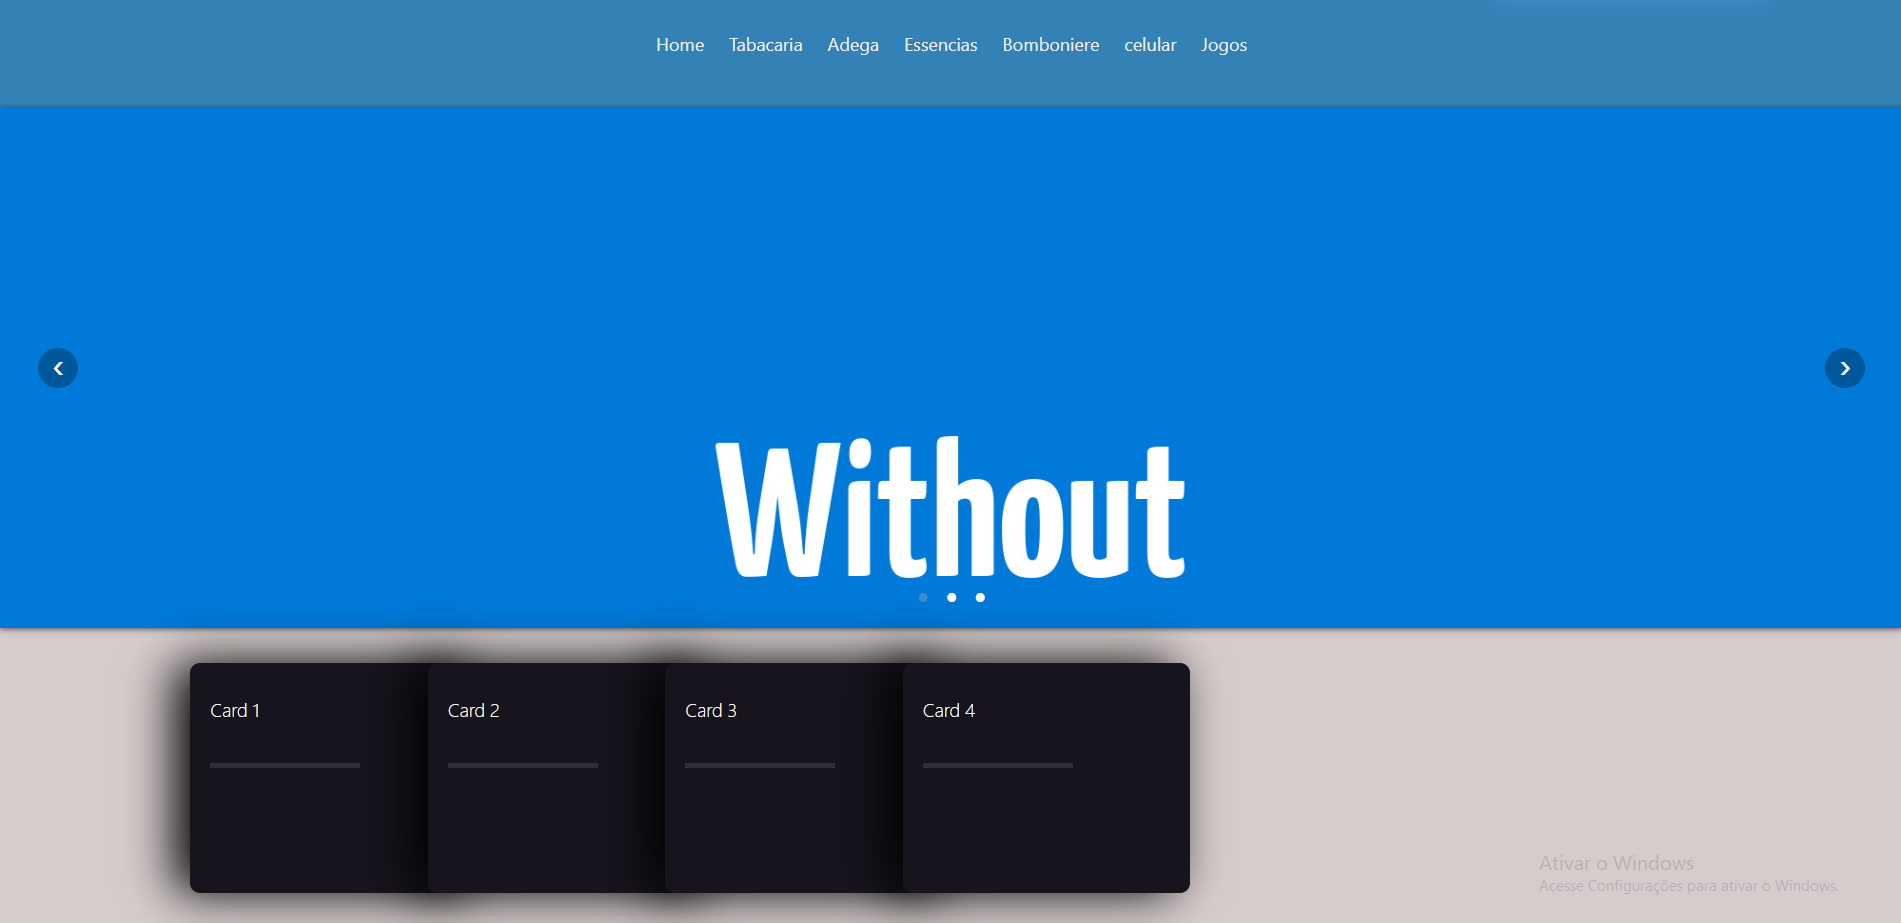 Home Tabacaria Adega Essencias Bomboniere celular Jogos
‹ ›
Without
Card 1 Card 2 Card 3 Card 4
Ativar o Windows
Acesse Configurações para ativar o Windows.